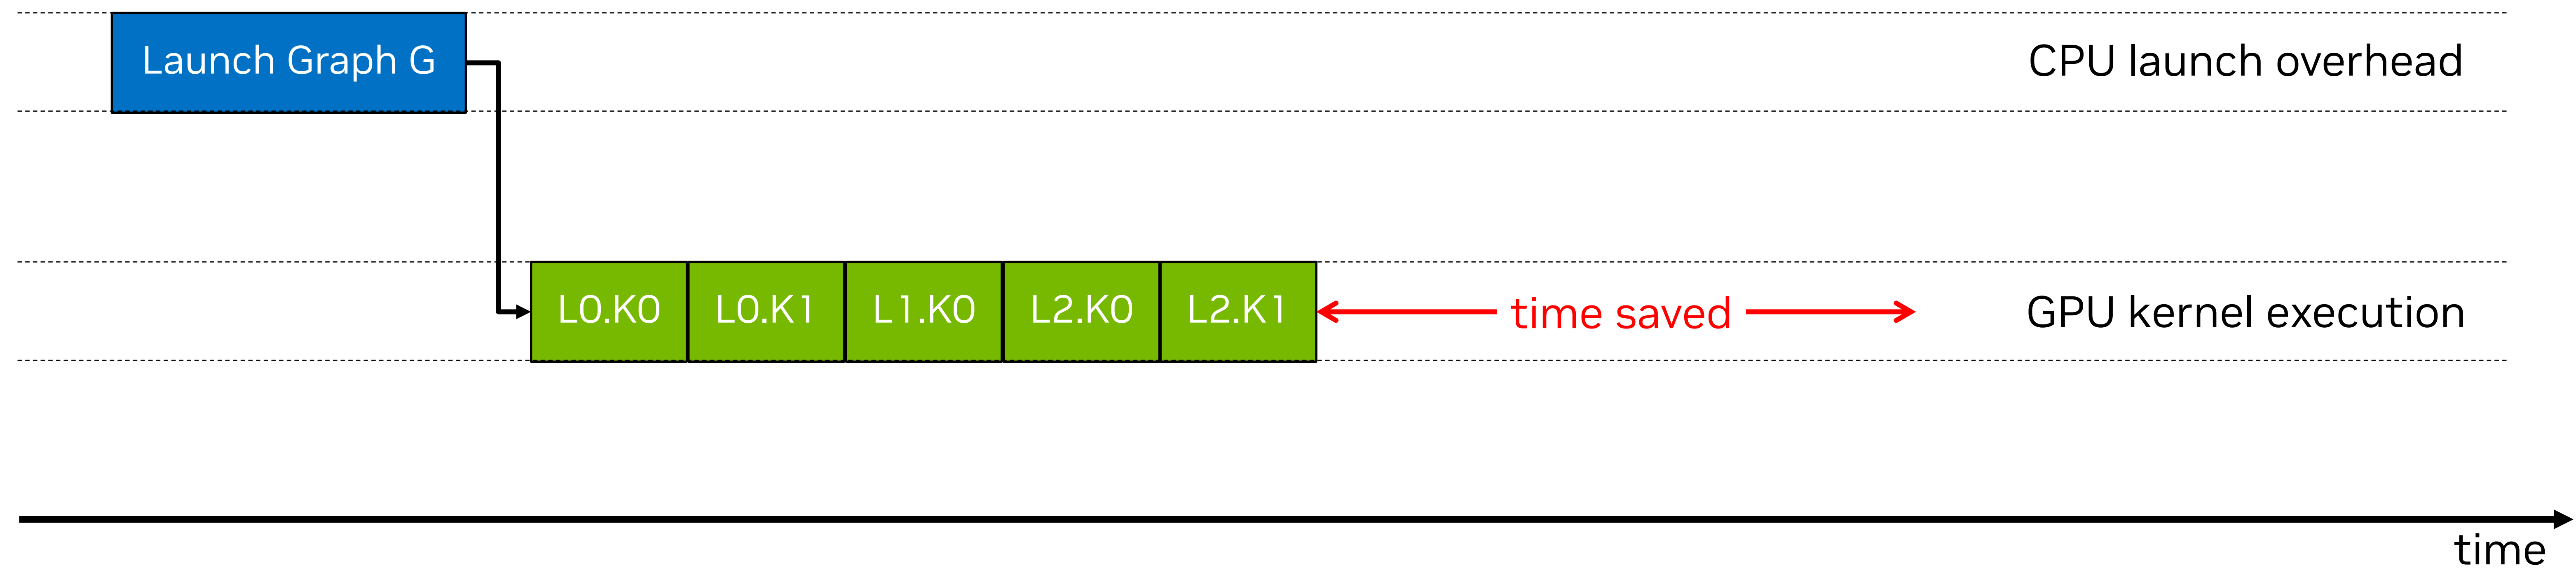 Launch Graph G
CPU launch overhead
L0.K0
L0.K1
L1.K0
L2.K0
L2.K1
time saved
GPU kernel execution
time